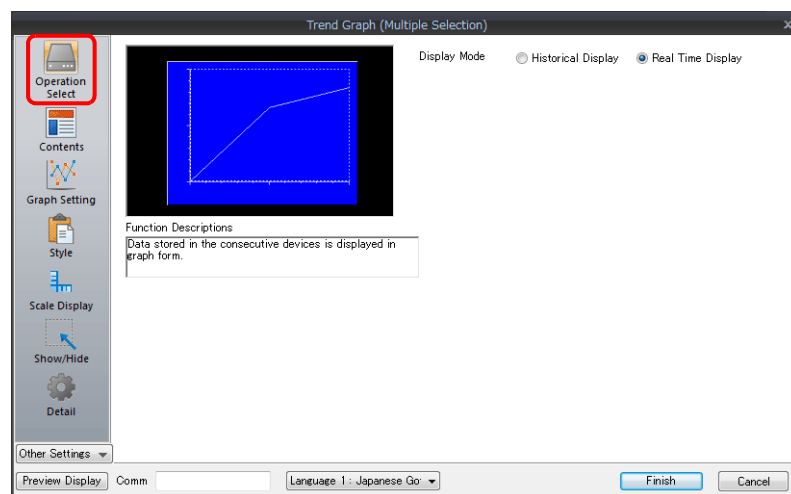 Trend Graph (Multiple Selection)
Operation
Select
Contents
Graph Setting
Style
Scale Display
Show/Hide
Detail
Other Settings
Display Mode
Historical Display
Real Time Display
Function Descriptions
Data stored in the consecutive devices is displayed in
graph form.
Preview Display
Comm
Language 1 : Japanese Go
Finish
Cancel